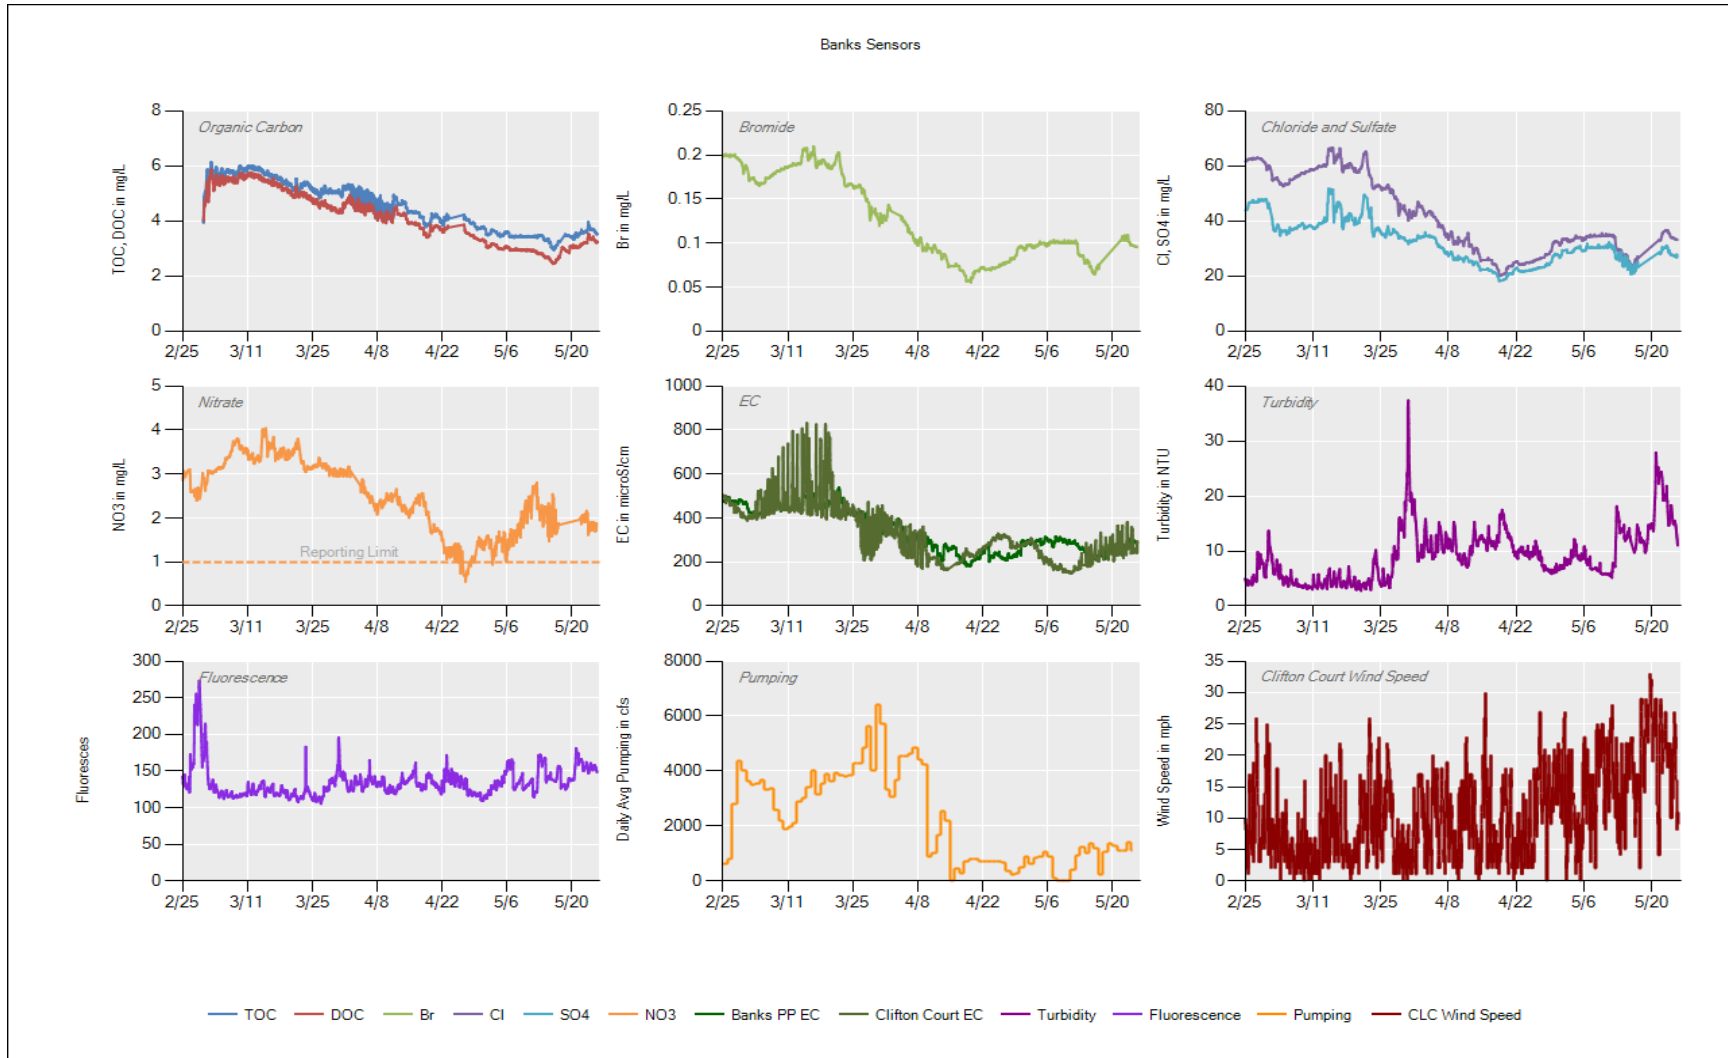 Banks Sensors
TOC, DOC in mg/L
Organic Carbon
8
6
4
2
0
2/25 3/11 3/25 4/8 4/22 5/6 5/20
Br in mg/L
Bromide
0.25
0.2
0.15
0.1
0.05
0
2/25 3/11 3/25 4/8 4/22 5/6 5/20
Cl, SO4 in mg/L
Chloride and Sulfate
80
60
40
20
0
2/25 3/11 3/25 4/8 4/22 5/6 5/20
NO3 in mg/L
Nitrate
5
4
3
2
1
0
Reporting Limit
2/25 3/11 3/25 4/8 4/22 5/6 5/20
EC in microS/cm
EC
1000
800
600
400
200
0
2/25 3/11 3/25 4/8 4/22 5/6 5/20
Turbidity in NTU
Turbidity
40
30
20
10
0
2/25 3/11 3/25 4/8 4/22 5/6 5/20
Fluoresces
Fluorescence
300
250
200
150
100
50
0
2/25 3/11 3/25 4/8 4/22 5/6 5/20
Daily Avg Pumping in cfs
Pumping
8000
6000
4000
2000
0
2/25 3/11 3/25 4/8 4/22 5/6 5/20
Wind Speed in mph
Clifton Court Wind Speed
35
30
25
20
15
10
5
0
2/25 3/11 3/25 4/8 4/22 5/6 5/20
TOC DOC Br Cl SO4 NO3 Banks PP EC Clifton Court EC Turbidity Fluorescence Pumping CLC Wind Speed